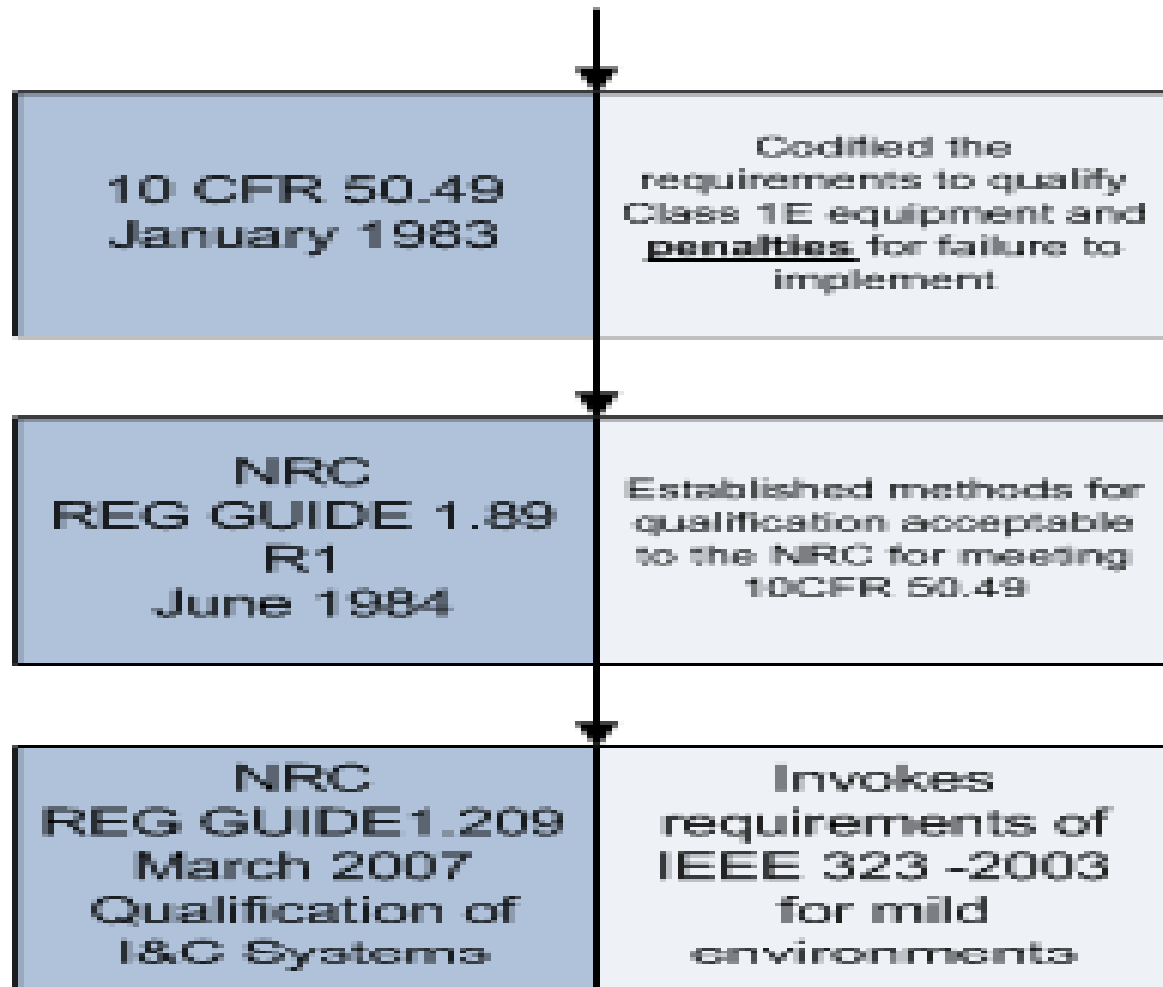 10 CFR 50.49
January 1983
Codified the
requirements to qualify
Class 1E equipment and
penalties for failure to
implement
NRC
REG GUIDE 1.89
R1
June 1984
Established methods for
qualification acceptable
to the NRC for meeting
10CFR 50.49
NRC
REG GUIDE1.209
March 2007
Qualification of
I&C Systems
Invokes
requirements of
IEEE 323 -2003
for mild
environments